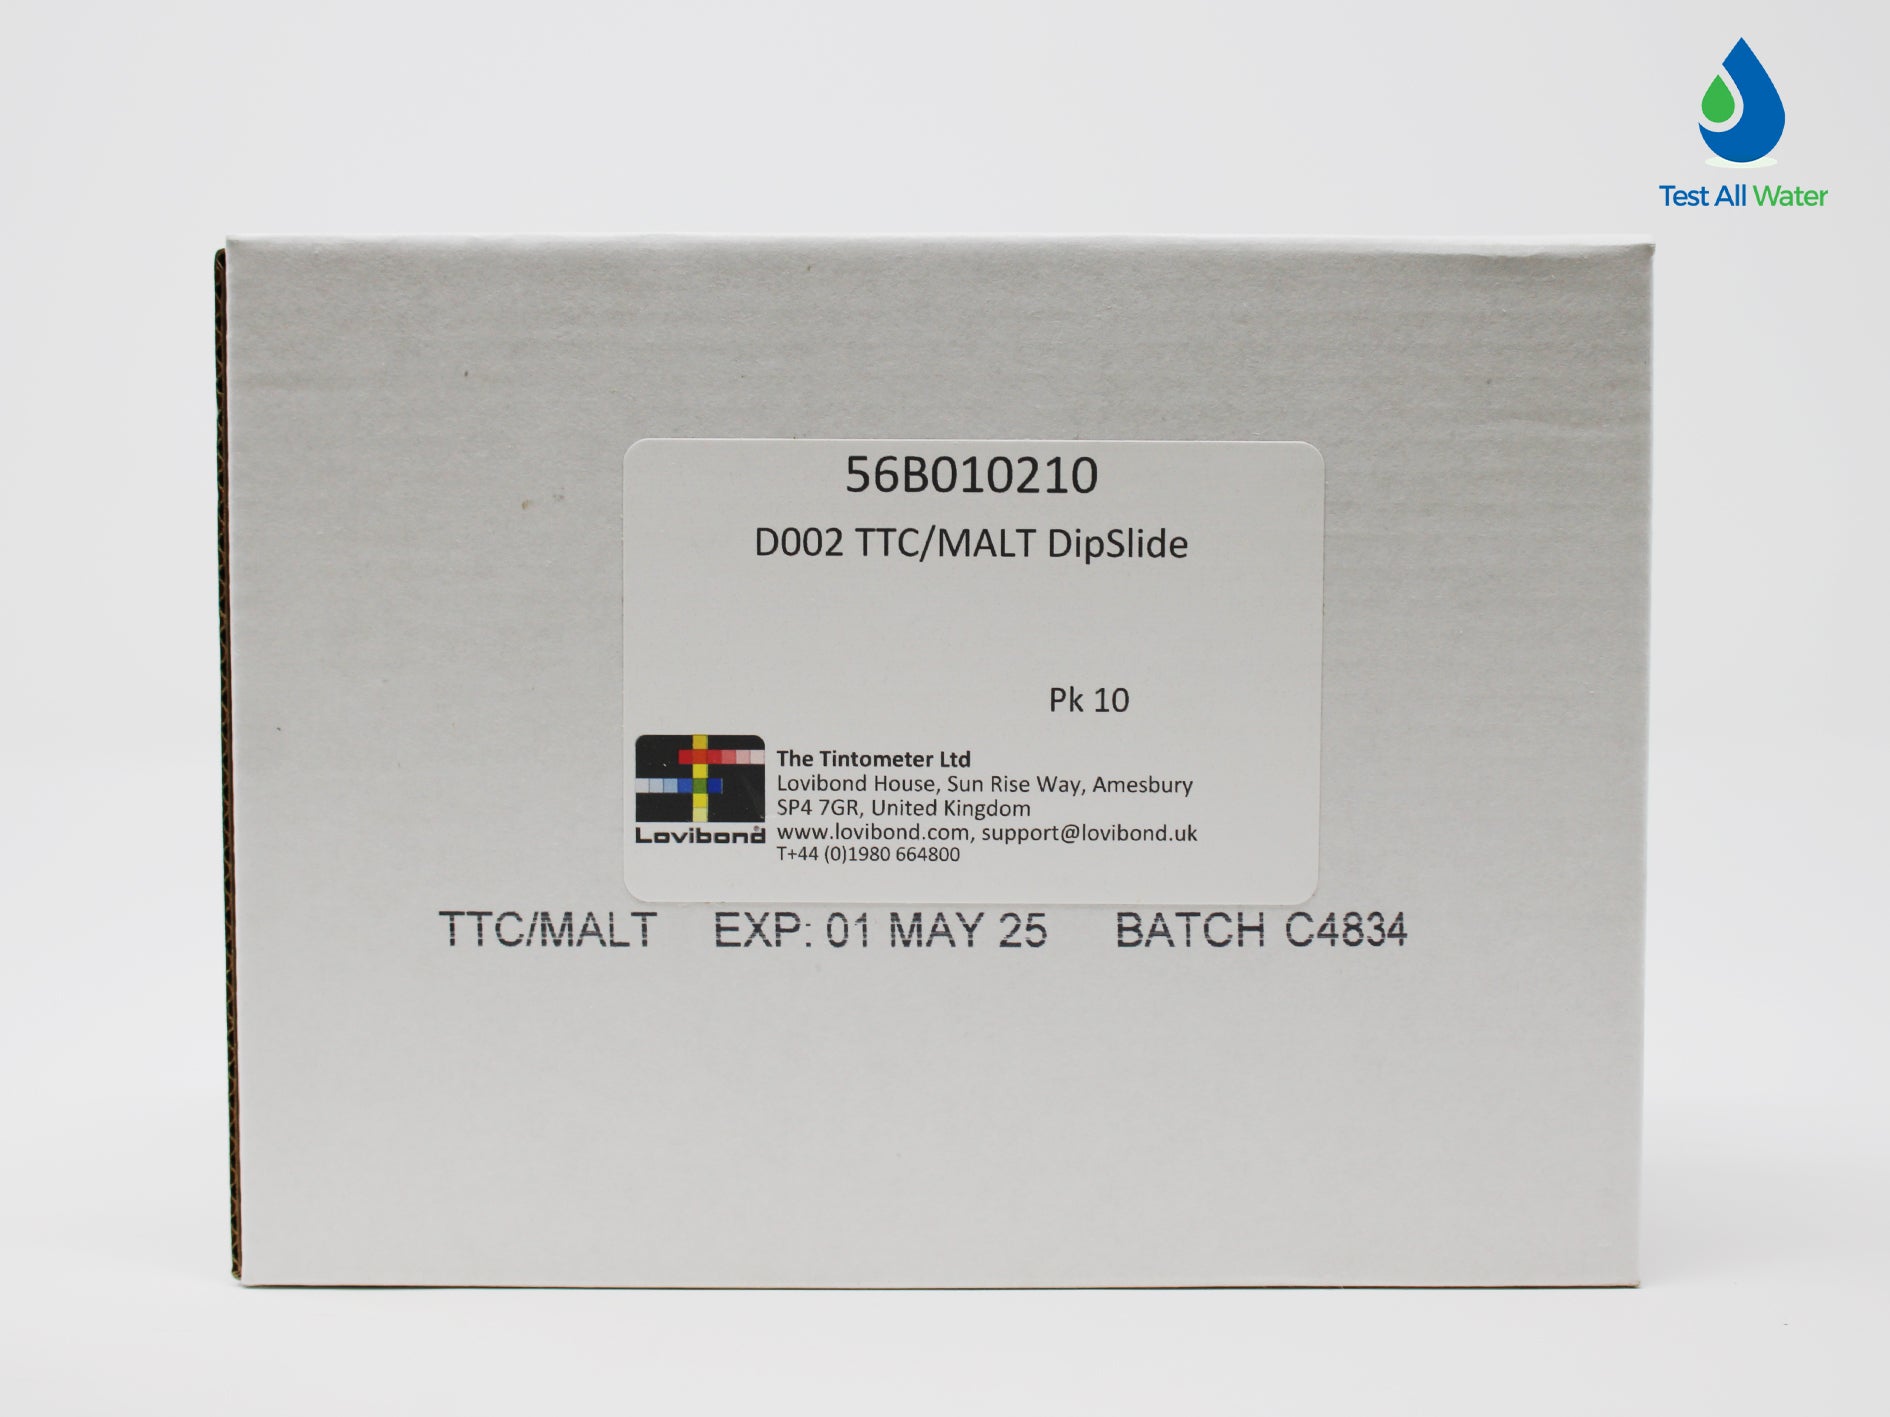 Test All Water
56B010210
D002 TTC/MALT DipSlide
Pk 10
Lovibond®
The Tintometer Ltd
Lovibond House, Sun Rise Way, Amesbury
SP4 7GR, United Kingdom
www.lovibond.com, support@lovibond.uk
T+44 (0)1980 664800
TTC/MALT EXP: 01 MAY 25 BATCH C4834